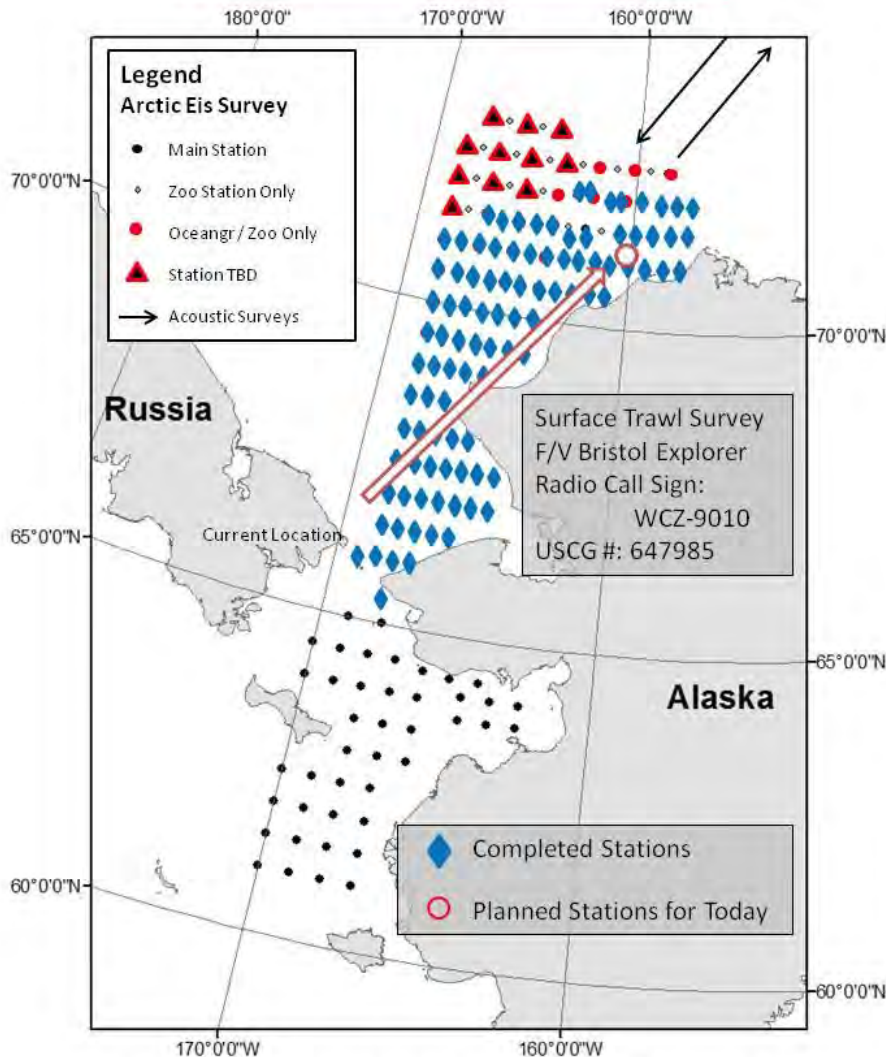 180°0'0"
170°0'0"W
160°0'0"W
Legend
Arctic Eis Survey
Main Station
Zoo Station Only
Oceangr / Zoo Only
Station TBD
Acoustic Surveys
70°0'0"N
70°0'0"N
Russia
Surface Trawl Survey
F/V Bristol Explorer
Radio Call Sign:
WCZ-9010
USCG #: 647985
65°0'0"N
Current Location
65°0'0"N
Alaska
Completed Stations
Planned Stations for Today
60°0'0"N
60°0'0"N
170°0'0"W
160°0'0"W